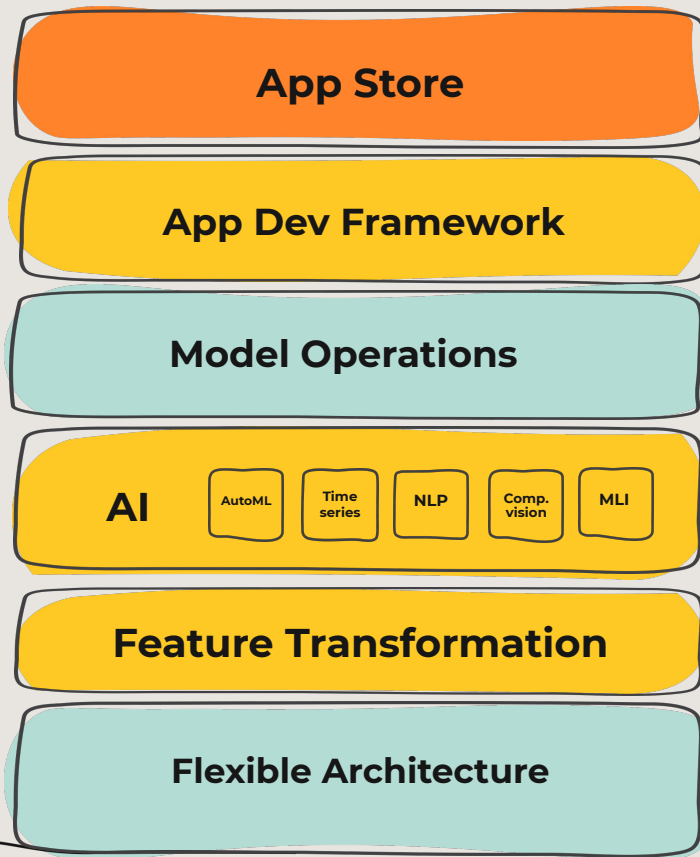 App Store
App Dev Framework
Model Operations
AI
AutoML
Time
series
NLP
Comp.
vision
MLI
Feature Transformation
Flexible Architecture